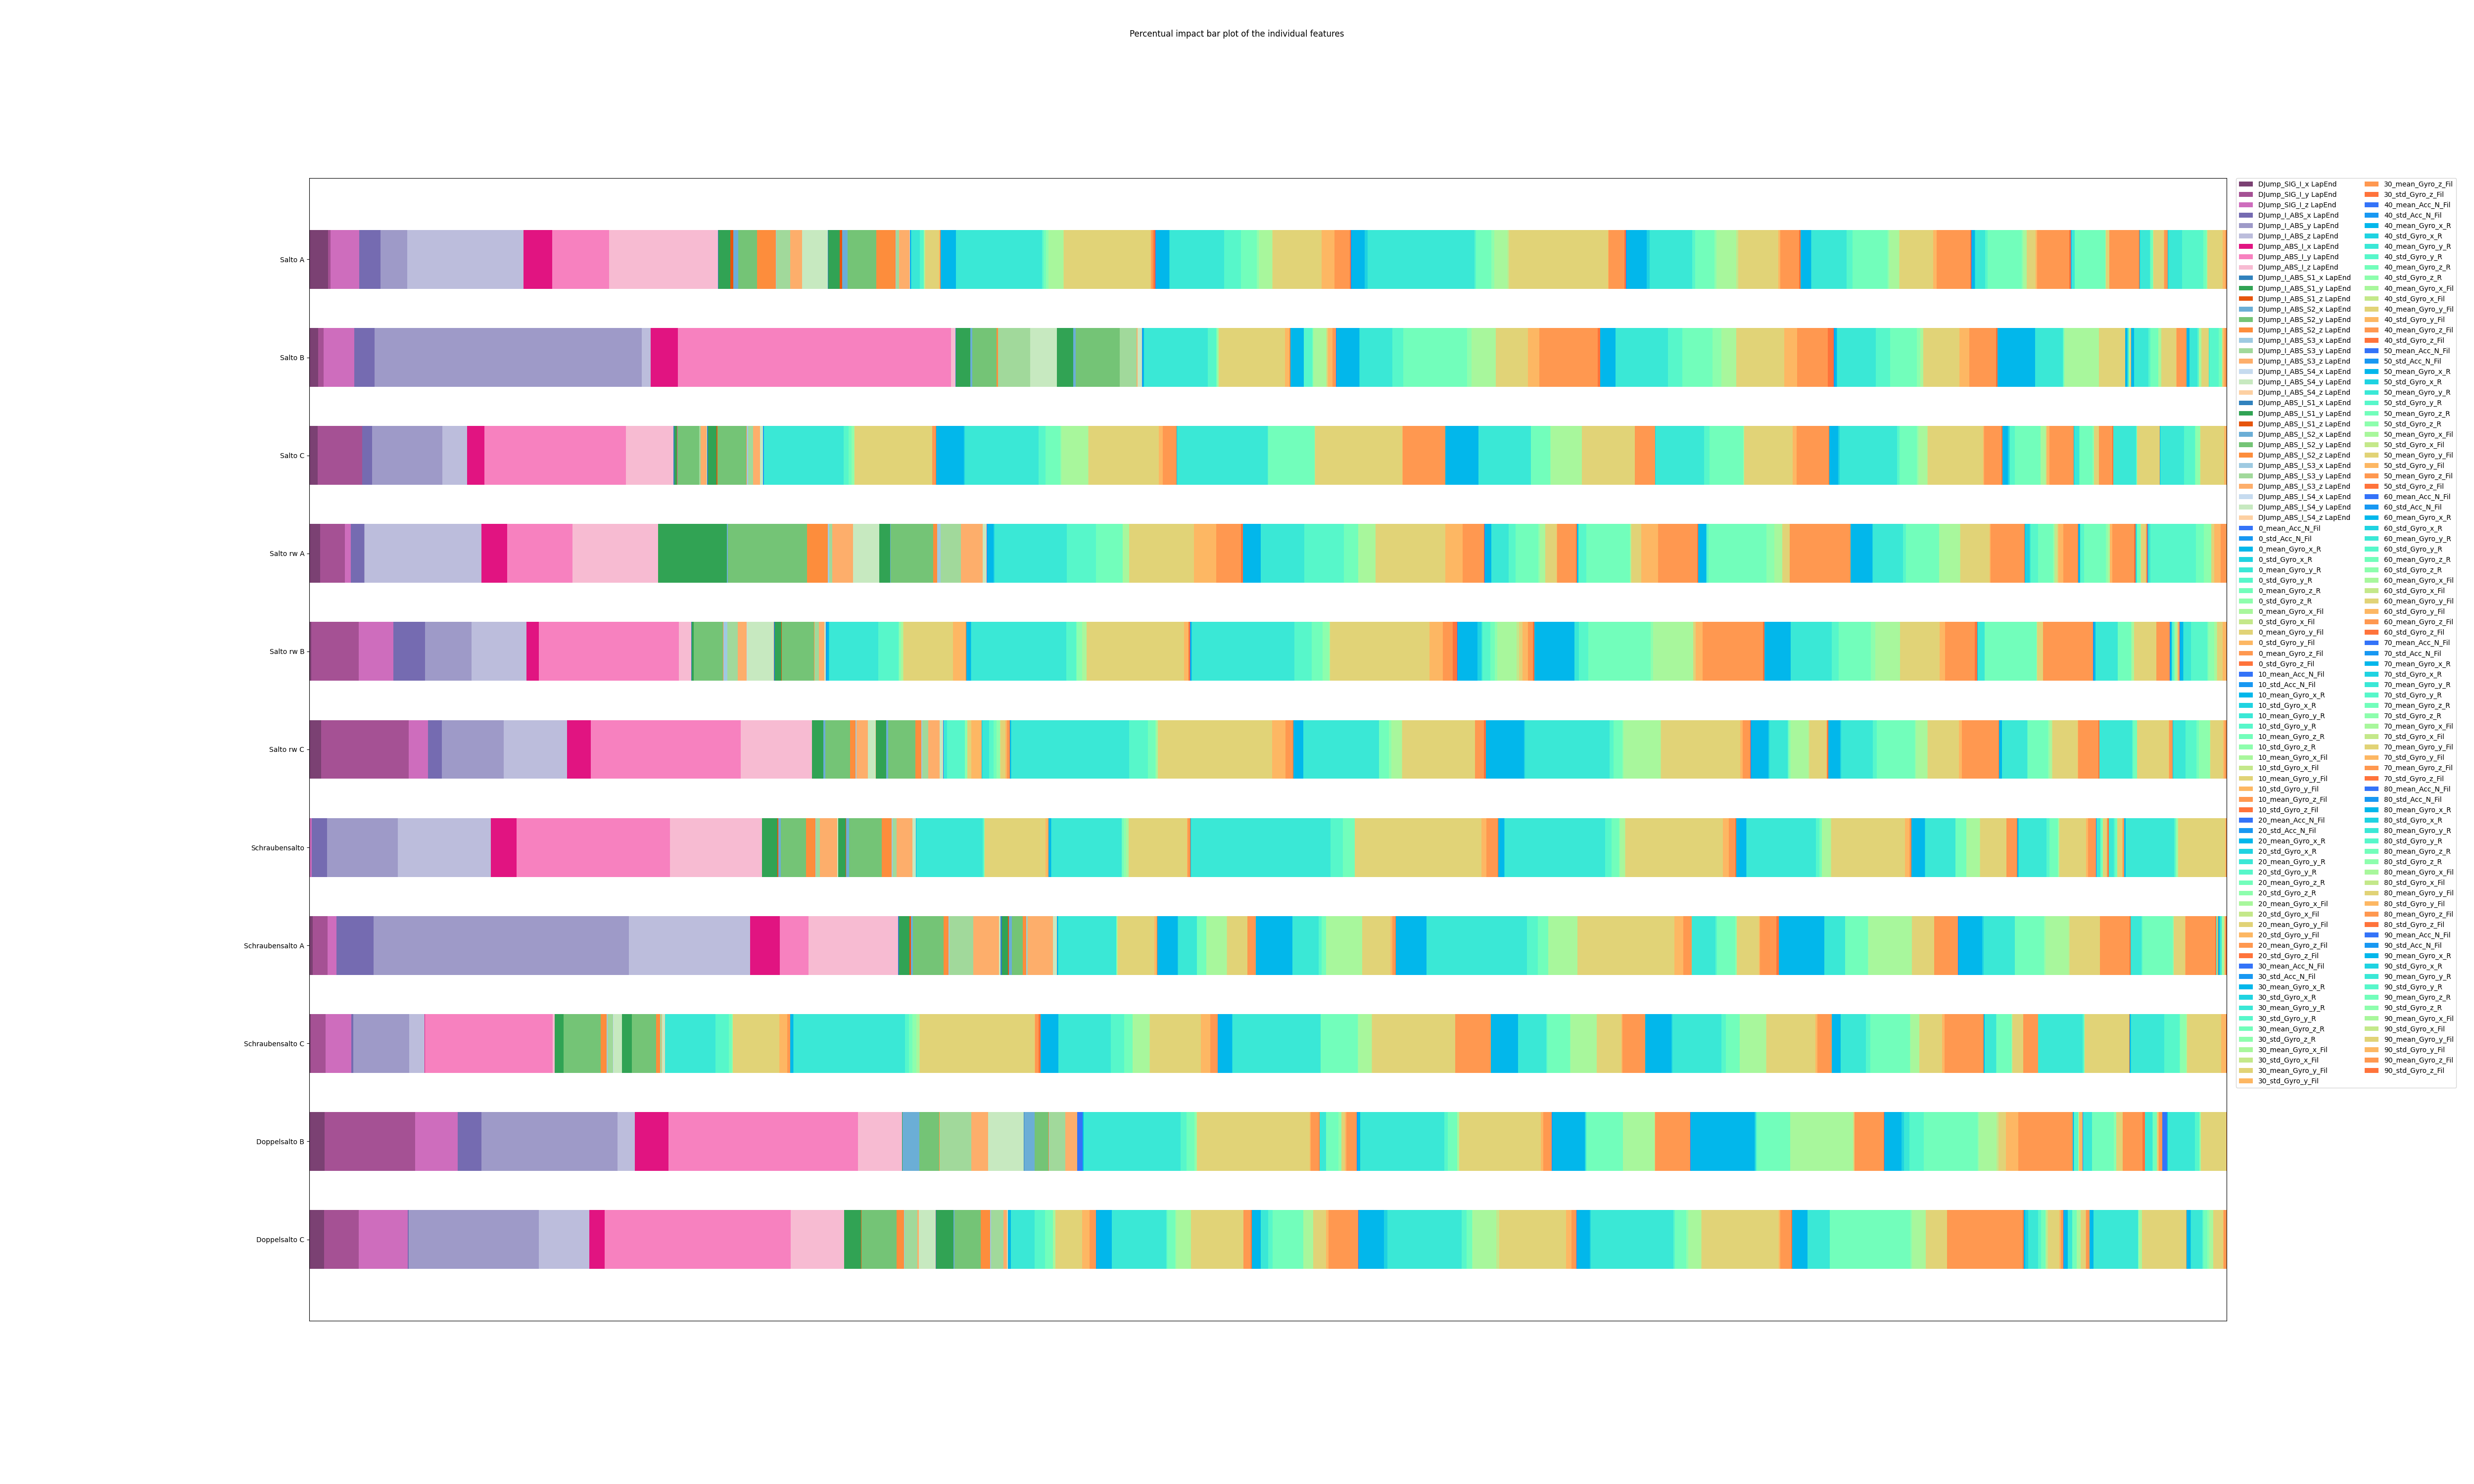 Percentual impact bar plot of the individual features
Salto A
Salto B
Salto C
Salto rw A
Salto rw B
Salto rw C
Schraubensalto
Schraubensalto A
Schraubensalto C
Doppelsalto B
Doppelsalto C
DJump_SIG_I_x LapEnd
DJump_SIG_I_y LapEnd
DJump_SIG_I_z LapEnd
DJump_I_ABS_x LapEnd
DJump_I_ABS_y LapEnd
DJump_I_ABS_z LapEnd
DJump_ABS_I_x LapEnd
DJump_ABS_I_y LapEnd
DJump_ABS_I_z LapEnd
DJump_I_ABS_S1_x LapEnd
DJump_I_ABS_S1_y LapEnd
DJump_I_ABS_S1_z LapEnd
DJump_I_ABS_S2_x LapEnd
DJump_I_ABS_S2_y LapEnd
DJump_I_ABS_S2_z LapEnd
DJump_I_ABS_S3_x LapEnd
DJump_I_ABS_S3_y LapEnd
DJump_I_ABS_S3_z LapEnd
DJump_I_ABS_S4_x LapEnd
DJump_I_ABS_S4_y LapEnd
DJump_I_ABS_S4_z LapEnd
DJump_ABS_I_S1_x LapEnd
DJump_ABS_I_S1_y LapEnd
DJump_ABS_I_S1_z LapEnd
DJump_ABS_I_S2_x LapEnd
DJump_ABS_I_S2_y LapEnd
DJump_ABS_I_S2_z LapEnd
DJump_ABS_I_S3_x LapEnd
DJump_ABS_I_S3_y LapEnd
DJump_ABS_I_S3_z LapEnd
DJump_ABS_I_S4_x LapEnd
DJump_ABS_I_S4_y LapEnd
DJump_ABS_I_S4_z LapEnd
0_mean_Acc_N_Fil
0_std_Acc_N_Fil
0_mean_Gyro_x_R
0_std_Gyro_x_R
0_mean_Gyro_y_R
0_std_Gyro_y_R
0_mean_Gyro_z_R
0_std_Gyro_z_R
0_mean_Gyro_x_Fil
0_std_Gyro_x_Fil
0_mean_Gyro_y_Fil
0_std_Gyro_y_Fil
0_mean_Gyro_z_Fil
0_std_Gyro_z_Fil
10_mean_Acc_N_Fil
10_std_Acc_N_Fil
10_mean_Gyro_x_R
10_std_Gyro_x_R
10_mean_Gyro_y_R
10_std_Gyro_y_R
10_mean_Gyro_z_R
10_std_Gyro_z_R
10_mean_Gyro_x_Fil
10_std_Gyro_x_Fil
10_mean_Gyro_y_Fil
10_std_Gyro_y_Fil
10_mean_Gyro_z_Fil
10_std_Gyro_z_Fil
20_mean_Acc_N_Fil
20_std_Acc_N_Fil
20_mean_Gyro_x_R
20_std_Gyro_x_R
20_mean_Gyro_y_R
20_std_Gyro_y_R
20_mean_Gyro_z_R
20_std_Gyro_z_R
20_mean_Gyro_x_Fil
20_std_Gyro_x_Fil
20_mean_Gyro_y_Fil
20_std_Gyro_y_Fil
20_mean_Gyro_z_Fil
20_std_Gyro_z_Fil
30_mean_Acc_N_Fil
30_std_Acc_N_Fil
30_mean_Gyro_x_R
30_std_Gyro_x_R
30_mean_Gyro_y_R
30_std_Gyro_y_R
30_mean_Gyro_z_R
30_std_Gyro_z_R
30_mean_Gyro_x_Fil
30_std_Gyro_x_Fil
30_mean_Gyro_y_Fil
30_std_Gyro_y_Fil
30_mean_Gyro_z_Fil
30_std_Gyro_z_Fil
40_mean_Acc_N_Fil
40_std_Acc_N_Fil
40_mean_Gyro_x_R
40_std_Gyro_x_R
40_mean_Gyro_y_R
40_std_Gyro_y_R
40_mean_Gyro_z_R
40_std_Gyro_z_R
40_mean_Gyro_x_Fil
40_std_Gyro_x_Fil
40_mean_Gyro_y_Fil
40_std_Gyro_y_Fil
40_mean_Gyro_z_Fil
40_std_Gyro_z_Fil
50_mean_Acc_N_Fil
50_std_Acc_N_Fil
50_mean_Gyro_x_R
50_std_Gyro_x_R
50_mean_Gyro_y_R
50_std_Gyro_y_R
50_mean_Gyro_z_R
50_std_Gyro_z_R
50_mean_Gyro_x_Fil
50_std_Gyro_x_Fil
50_mean_Gyro_y_Fil
50_std_Gyro_y_Fil
50_mean_Gyro_z_Fil
50_std_Gyro_z_Fil
60_mean_Acc_N_Fil
60_std_Acc_N_Fil
60_mean_Gyro_x_R
60_std_Gyro_x_R
60_mean_Gyro_y_R
60_std_Gyro_y_R
60_mean_Gyro_z_R
60_std_Gyro_z_R
60_mean_Gyro_x_Fil
60_std_Gyro_x_Fil
60_mean_Gyro_y_Fil
60_std_Gyro_y_Fil
60_mean_Gyro_z_Fil
60_std_Gyro_z_Fil
70_mean_Acc_N_Fil
70_std_Acc_N_Fil
70_mean_Gyro_x_R
70_std_Gyro_x_R
70_mean_Gyro_y_R
70_std_Gyro_y_R
70_mean_Gyro_z_R
70_std_Gyro_z_R
70_mean_Gyro_x_Fil
70_std_Gyro_x_Fil
70_mean_Gyro_y_Fil
70_std_Gyro_y_Fil
70_mean_Gyro_z_Fil
70_std_Gyro_z_Fil
80_mean_Acc_N_Fil
80_std_Acc_N_Fil
80_mean_Gyro_x_R
80_std_Gyro_x_R
80_mean_Gyro_y_R
80_std_Gyro_y_R
80_mean_Gyro_z_R
80_std_Gyro_z_R
80_mean_Gyro_x_Fil
80_std_Gyro_x_Fil
80_mean_Gyro_y_Fil
80_std_Gyro_y_Fil
80_mean_Gyro_z_Fil
80_std_Gyro_z_Fil
90_mean_Acc_N_Fil
90_std_Acc_N_Fil
90_mean_Gyro_x_R
90_std_Gyro_x_R
90_mean_Gyro_y_R
90_std_Gyro_y_R
90_mean_Gyro_z_R
90_std_Gyro_z_R
90_mean_Gyro_x_Fil
90_std_Gyro_x_Fil
90_mean_Gyro_y_Fil
90_std_Gyro_y_Fil
90_mean_Gyro_z_Fil
90_std_Gyro_z_Fil